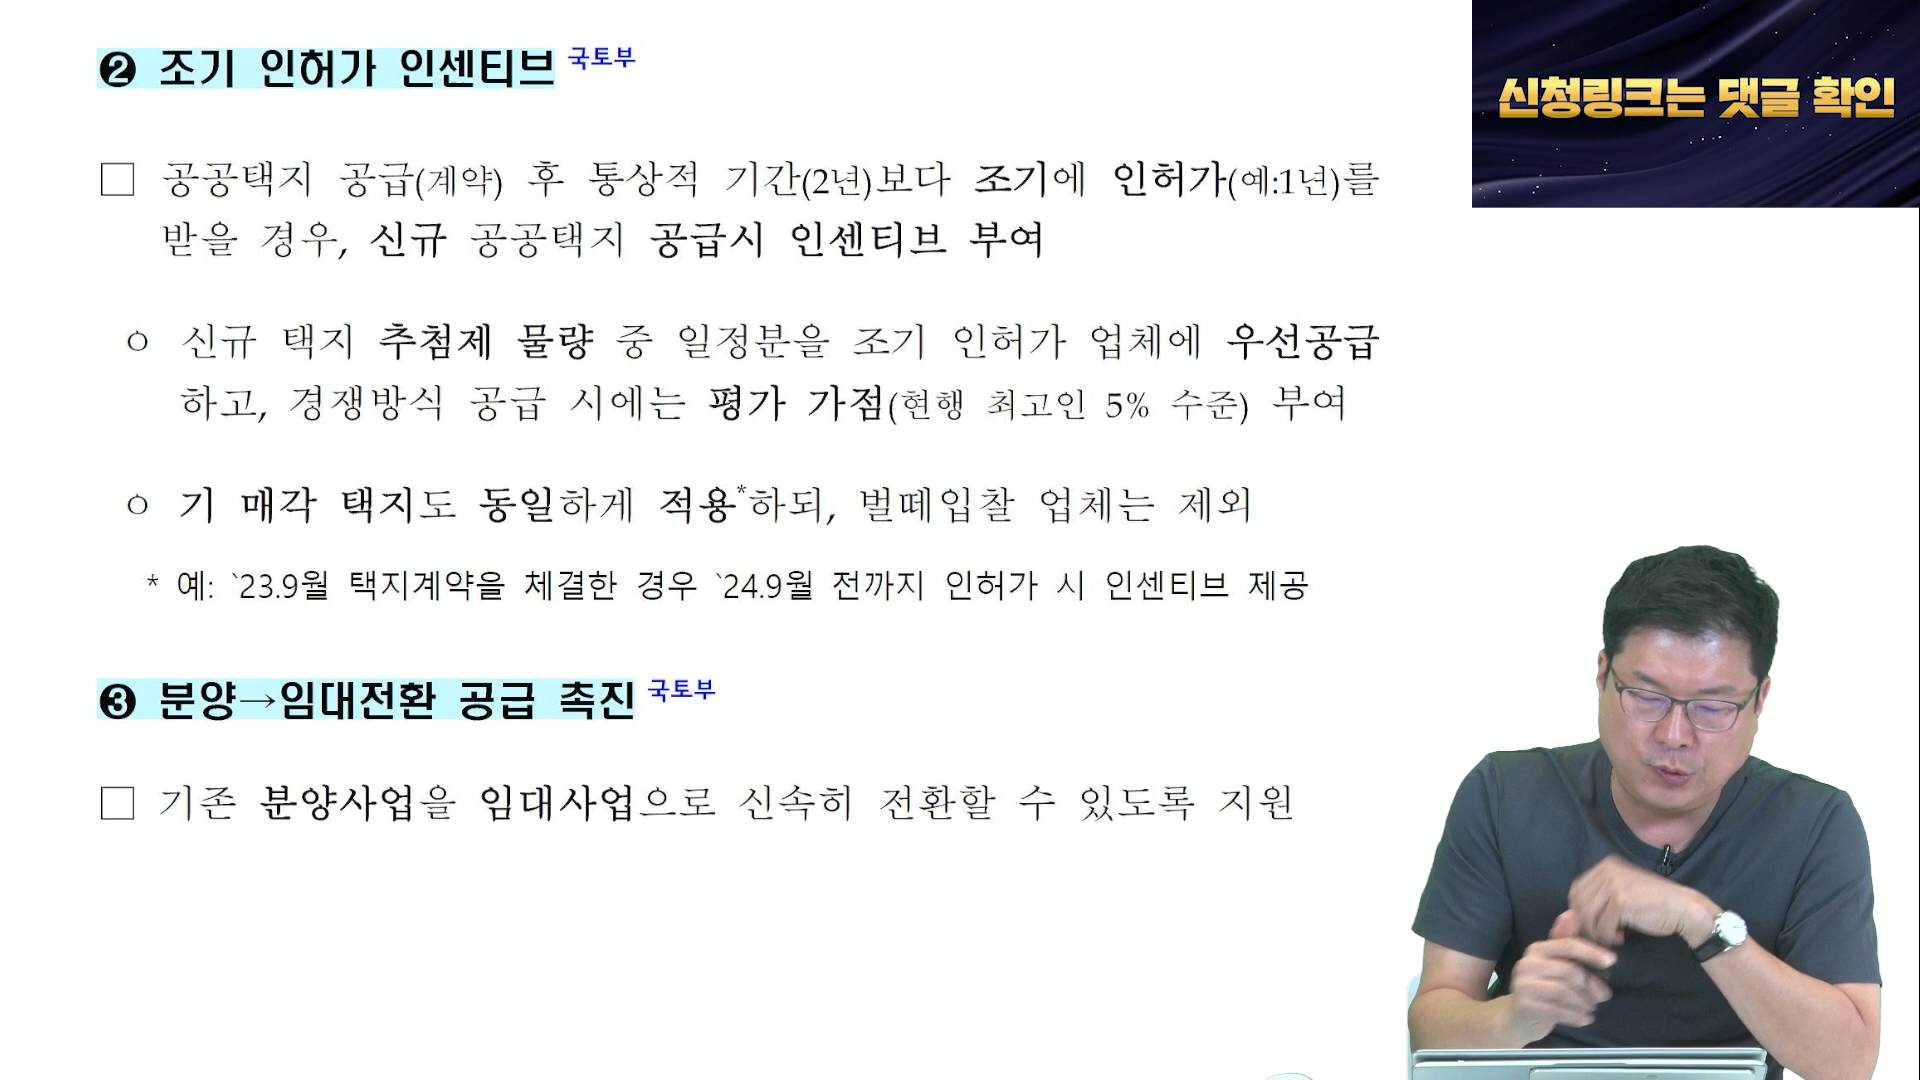 ❷ 조기 인허가 인센티브 국토부
신청링크는 댓글 확인
□ 공공택지 공급(계약) 후 통상적 기간(2년)보다 조기에 인허가(예:1년)를
받을 경우, 신규 공공택지 공급시 인센티브 부여
ㅇ 신규 택지 추첨제 물량 중 일정분을 조기 인허가 업체에 우선공급
하고, 경쟁방식 공급 시에는 평가 가점(현행 최고인 5% 수준) 부여
ㅇ 기 매각 택지도 동일하게 적용*하되, 벌떼입찰 업체는 제외
* 예: `23.9월 택지계약을 체결한 경우 `24.9월 전까지 인허가 시 인센티브 제공
❸ 분양→임대전환 공급 촉진 국토부
□ 기존 분양사업을 임대사업으로 신속히 전환할 수 있도록 지원